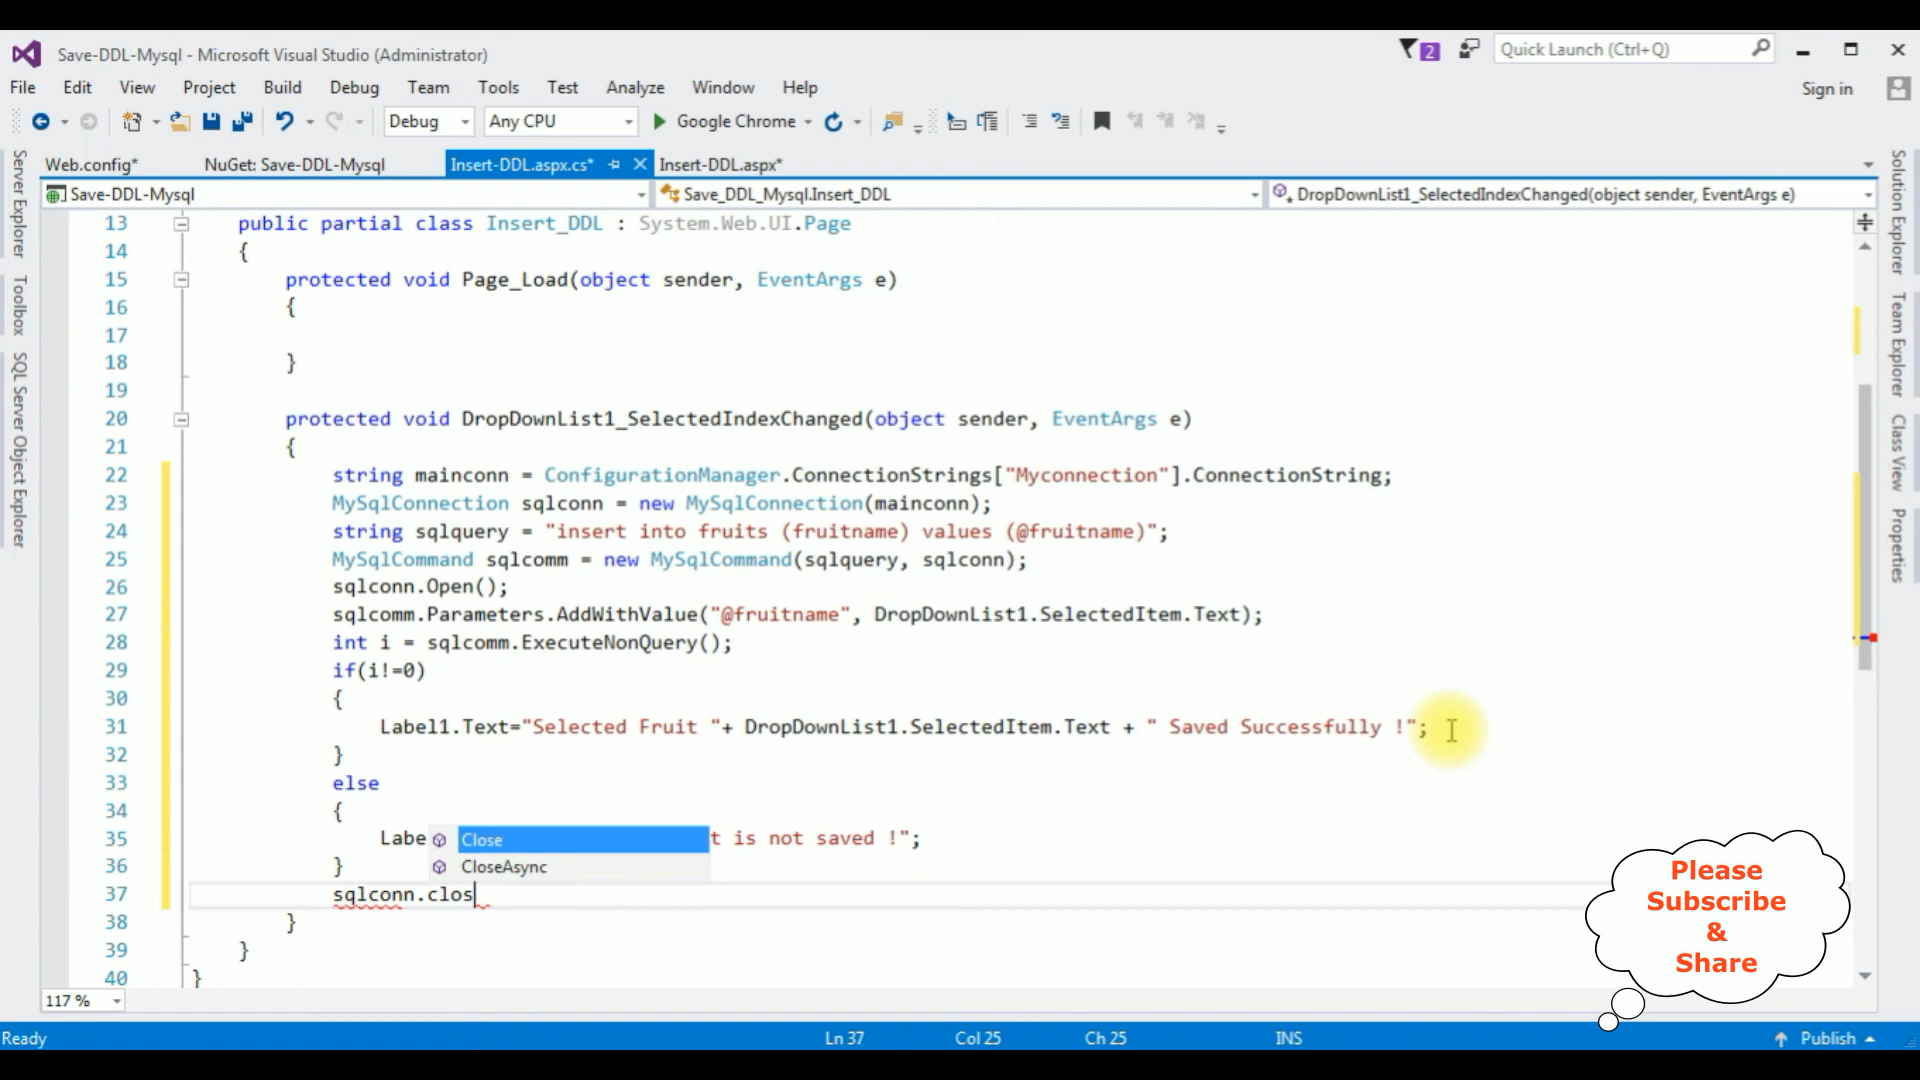 Save-DDL-Mysql - Microsoft Visual Studio (Administrator)
2
Quick Launch (Ctrl+Q)
File Edit View Project Build Debug Team Tools Test Analyze Window Help
Sign in
Debug Any CPU Google Chrome
Web.config* NuGet: Save-DDL-Mysql Insert-DDL.aspx.cs* Insert-DDL.aspx*
Save-DDL-Mysql Save_DDL_Mysql.Insert_DDL DropDownList1_SelectedIndexChanged(object sender, EventArgs e)
Server Explorer
Toolbox
SQL Server Object Explorer
13 public partial class Insert_DDL : System.Web.UI.Page
14 {
15 protected void Page_Load(object sender, EventArgs e)
16 {
17
18 }
19
20 protected void DropDownList1_SelectedIndexChanged(object sender, EventArgs e)
21 {
22 string mainconn = ConfigurationManager.ConnectionStrings["Myconnection"].ConnectionString;
23 MySqlConnection sqlconn = new MySqlConnection(mainconn);
24 string sqlquery = "insert into fruits (fruitname) values (@fruitname)";
25 MySqlCommand sqlcomm = new MySqlCommand(sqlquery, sqlconn);
26 sqlconn.Open();
27 sqlcomm.Parameters.AddWithValue("@fruitname", DropDownList1.SelectedItem.Text);
28 int i = sqlcomm.ExecuteNonQuery();
29 if(i!=0)
30 {
31 Label1.Text="Selected Fruit "+ DropDownList1.SelectedItem.Text + " Saved Successfully !";
32 }
33 else
34 {
35 Labe t is not saved !";
Close
36 }
CloseAsync
37 sqlconn.clos
38 }
39 }
40 }
Solution Explorer
Team Explorer
Class View
Properties
Please
Subscribe
&
Share
117 %
Ready Ln 37 Col 25 Ch 25 INS Publish